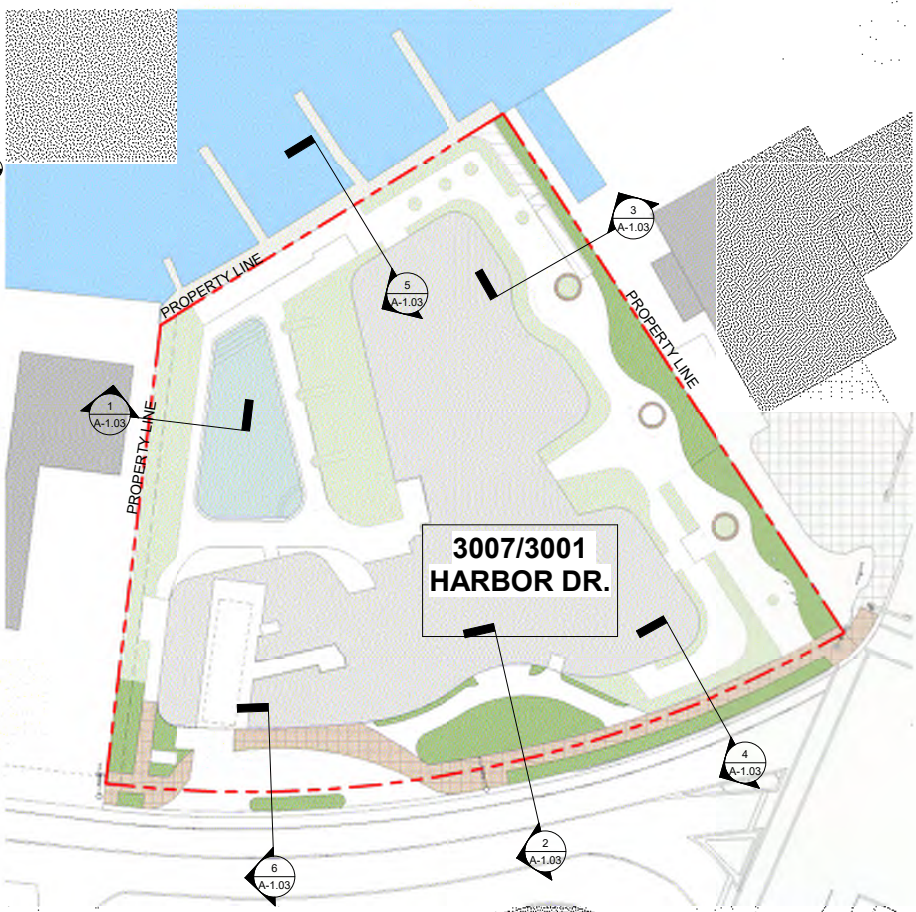 3
A-1.03
PROPERTY LINE
5
A-1.03
PROPERTY LINE
1
A-1.03
PROPERTY LINE
3007/3001
HARBOR DR.
4
A-1.03
2
A-1.03
6
A-1.03